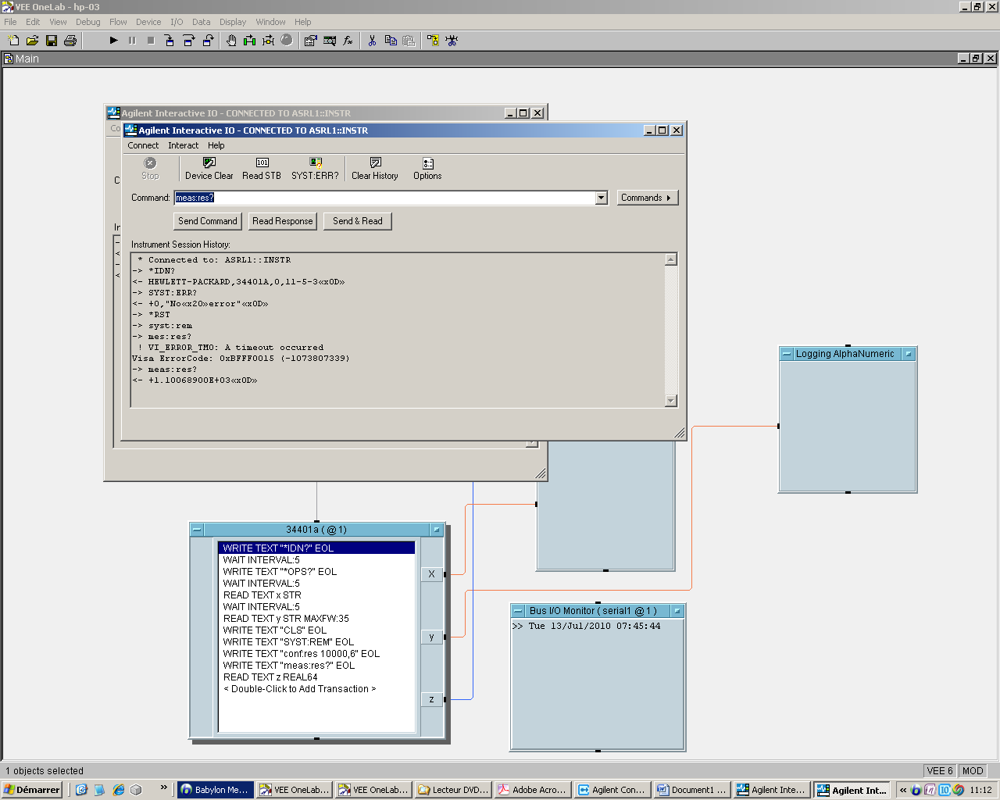 VEE OneLab - hp-03
File Edit View Debug Flow Device I/O Data Display Window Help
Main
Agilent Interactive IO - CONNECTED TO ASRL1::INSTR
Agilent Interactive IO - CONNECTED TO ASRL1::INSTR
Connect Interact Help
Stop Device Clear Read STB SYST:ERR? Clear History Options
Command: meas:res? Commands
Send Command Read Response Send & Read
Instrument Session History:
* Connected to: ASRL1::INSTR
-> *IDN?
<- HEWLETT-PACKARD,34401A,0,11-5-3«x0D»
-> SYST:ERR?
<- +0,"No«x20»error"«x0D»
-> *RST
-> syst:rem
-> mes:res?
! VI_ERROR_TMO: A timeout occurred
Visa ErrorCode: 0xBFFF0015 (-1073807339)
-> meas:res?
<- +1.10068900E+03«x0D»
Logging AlphaNumeric
34401a ( @ 1)
WRITE TEXT "*IDN?" EOL
WAIT INTERVAL:5
WRITE TEXT "*OPS?" EOL
WAIT INTERVAL:5
READ TEXT x STR
WAIT INTERVAL:5
READ TEXT y STR MAXFW:35
WRITE TEXT "CLS" EOL
WRITE TEXT "SYST:REM" EOL
WRITE TEXT "conf:res 10000,6" EOL
WRITE TEXT "meas:res?" EOL
READ TEXT z REAL64
< Double-Click to Add Transaction >
X
y
z
Bus I/O Monitor ( serial1 @ 1 )
>> Tue 13/Jul/2010 07:45:44
1 objects selected
VEE 6 MOD
Démarrer Babylon Me... VEE OneLab... VEE OneLab... Lecteur DVD... Adobe Acro... Agilent Con... Document1 ... Agilent Inte... Agilent Int... 11:12